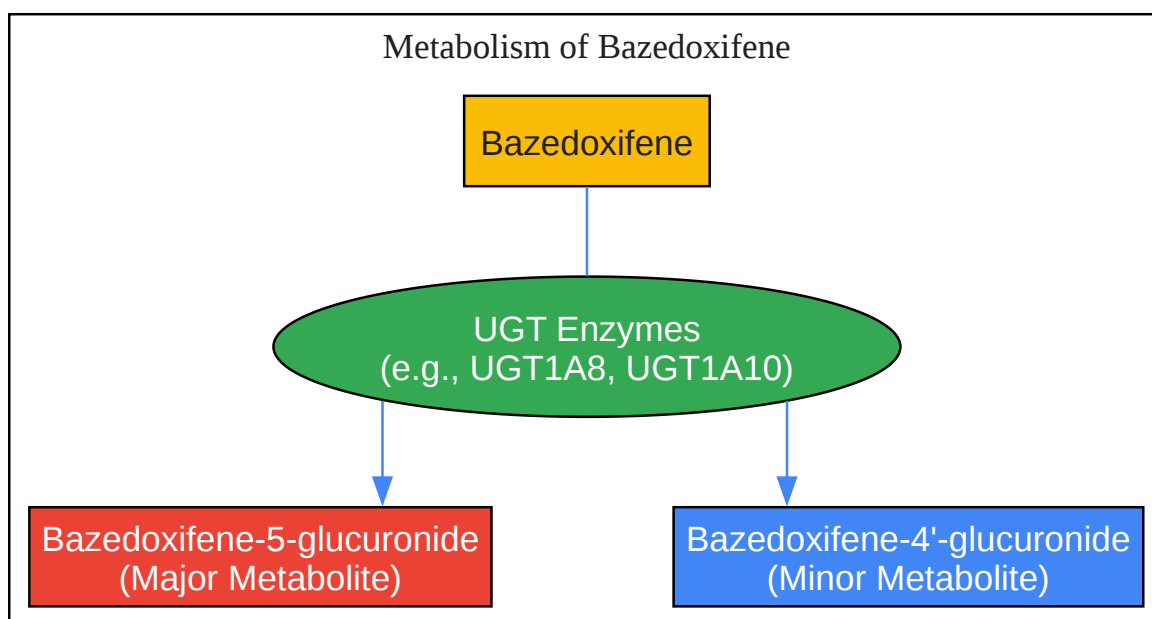 Metabolism of Bazedoxifene
Bazedoxifene
UGT Enzymes
(e.g., UGT1A8, UGT1A10)
Bazedoxifene-5-glucuronide
(Major Metabolite)
Bazedoxifene-4'-glucuronide
(Minor Metabolite)